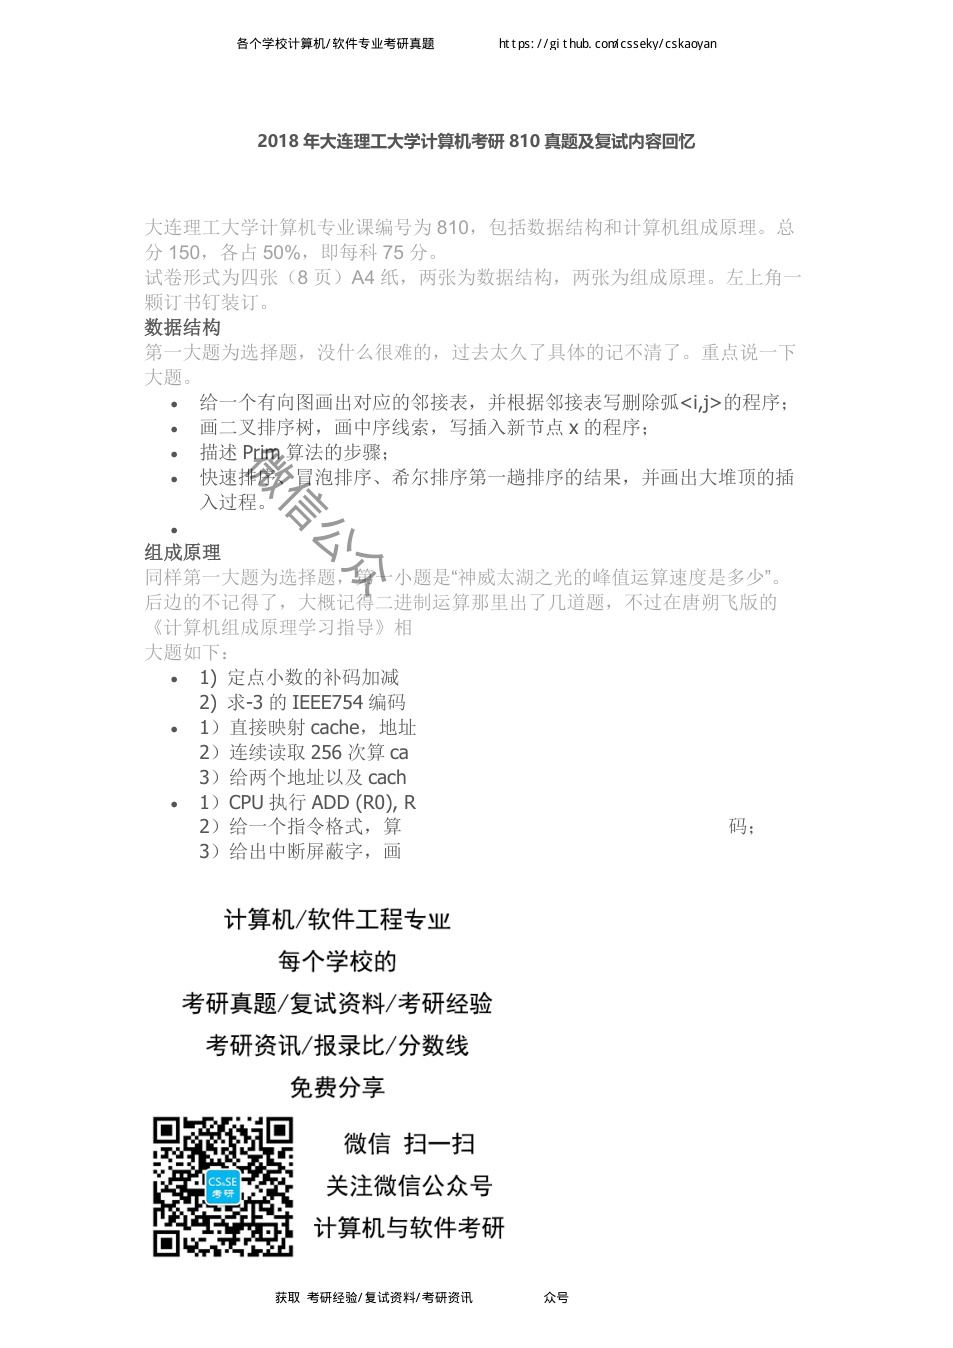 各个学校计算机/软件专业考研真题 https://github.com/csseky/cskaoyan
2018 年大连理工大学计算机考研 810 真题及复试内容回忆
大连理工大学计算机专业课编号为 810，包括数据结构和计算机组成原理。总
分 150，各占 50%，即每科 75 分。
试卷形式为四张（8 页）A4 纸，两张为数据结构，两张为组成原理。左上角一
颗订书钉装订。
数据结构
第一大题为选择题，没什么很难的，过去太久了具体的记不清了。重点说一下
大题。
• 给一个有向图画出对应的邻接表，并根据邻接表写删除弧<i,j>的程序；
• 画二叉排序树，画中序线索，写插入新节点 x 的程序；
• 描述 Prim 算法的步骤；
• 快速排序、冒泡排序、希尔排序第一趟排序的结果，并画出大堆顶的插
入过程。
•
微信公众
组成原理
同样第一大题为选择题，第一小题是“神威太湖之光的峰值运算速度是多少”。
后边的不记得了，大概记得二进制运算那里出了几道题，不过在唐朔飞版的
《计算机组成原理学习指导》相
大题如下：
• 1）定点小数的补码加减
2）求-3 的 IEEE754 编码
• 1）直接映射 cache，地址
2）连续读取 256 次算 ca
3）给两个地址以及 cach
• 1）CPU 执行 ADD (R0), R
2）给一个指令格式，算 码；
3）给出中断屏蔽字，画
计算机/软件工程专业
每个学校的
考研真题/复试资料/考研经验
考研资讯/报录比/分数线
免费分享
CS&SE
考研
微信 扫一扫
关注微信公众号
计算机与软件考研
获取 考研经验/复试资料/考研资讯 众号